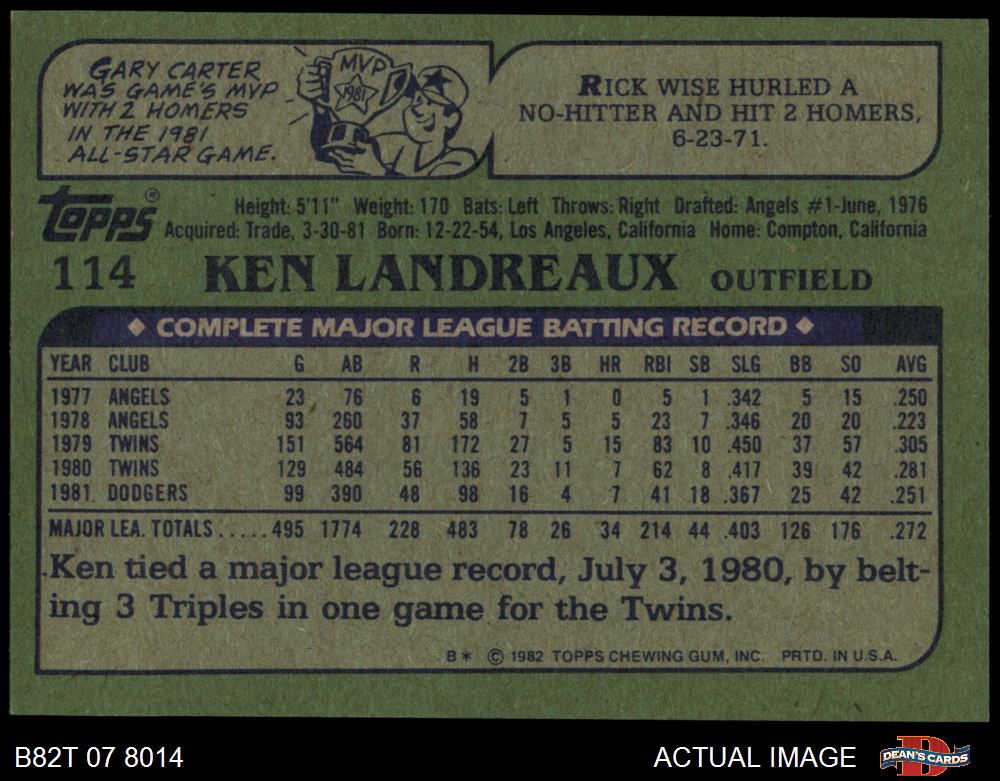 GARY CARTER
WAS GAME'S MVP
WITH 2 HOMERS
IN THE 1981
ALL-STAR GAME.
MVP
1981
RICK WISE HURLED A
NO-HITTER AND HIT 2 HOMERS,
6-23-71.
TOPPS®
Height: 5'11" Weight: 170 Bats: Left Throws: Right Drafted: Angels #1-June, 1976
Acquired: Trade, 3-30-81 Born: 12-22-54, Los Angeles, California Home: Compton, California
114 KEN LANDREAUX OUTFIELD
COMPLETE MAJOR LEAGUE BATTING RECORD
YEAR CLUB G AB R H 2B 3B HR RBI SB SLG BB SO AVG
1977 ANGELS 23 76 6 19 5 1 0 5 1 .342 5 15 .250
1978 ANGELS 93 260 37 58 7 5 5 23 7 .346 20 20 .223
1979 TWINS 151 564 81 172 27 5 15 83 10 .450 37 57 .305
1980 TWINS 129 484 56 136 23 11 7 62 8 .417 39 42 .281
1981 DODGERS 99 390 48 98 16 4 7 41 18 .367 25 42 .251
MAJOR LEA. TOTALS ..... 495 1774 228 483 78 26 34 214 44 .403 126 176 .272
Ken tied a major league record, July 3, 1980, by belt-
ing 3 Triples in one game for the Twins.
B* © 1982 TOPPS CHEWING GUM, INC. PRTD. IN U.S.A.
B82T 07 8014
ACTUAL IMAGE
DEAN'S CARDS